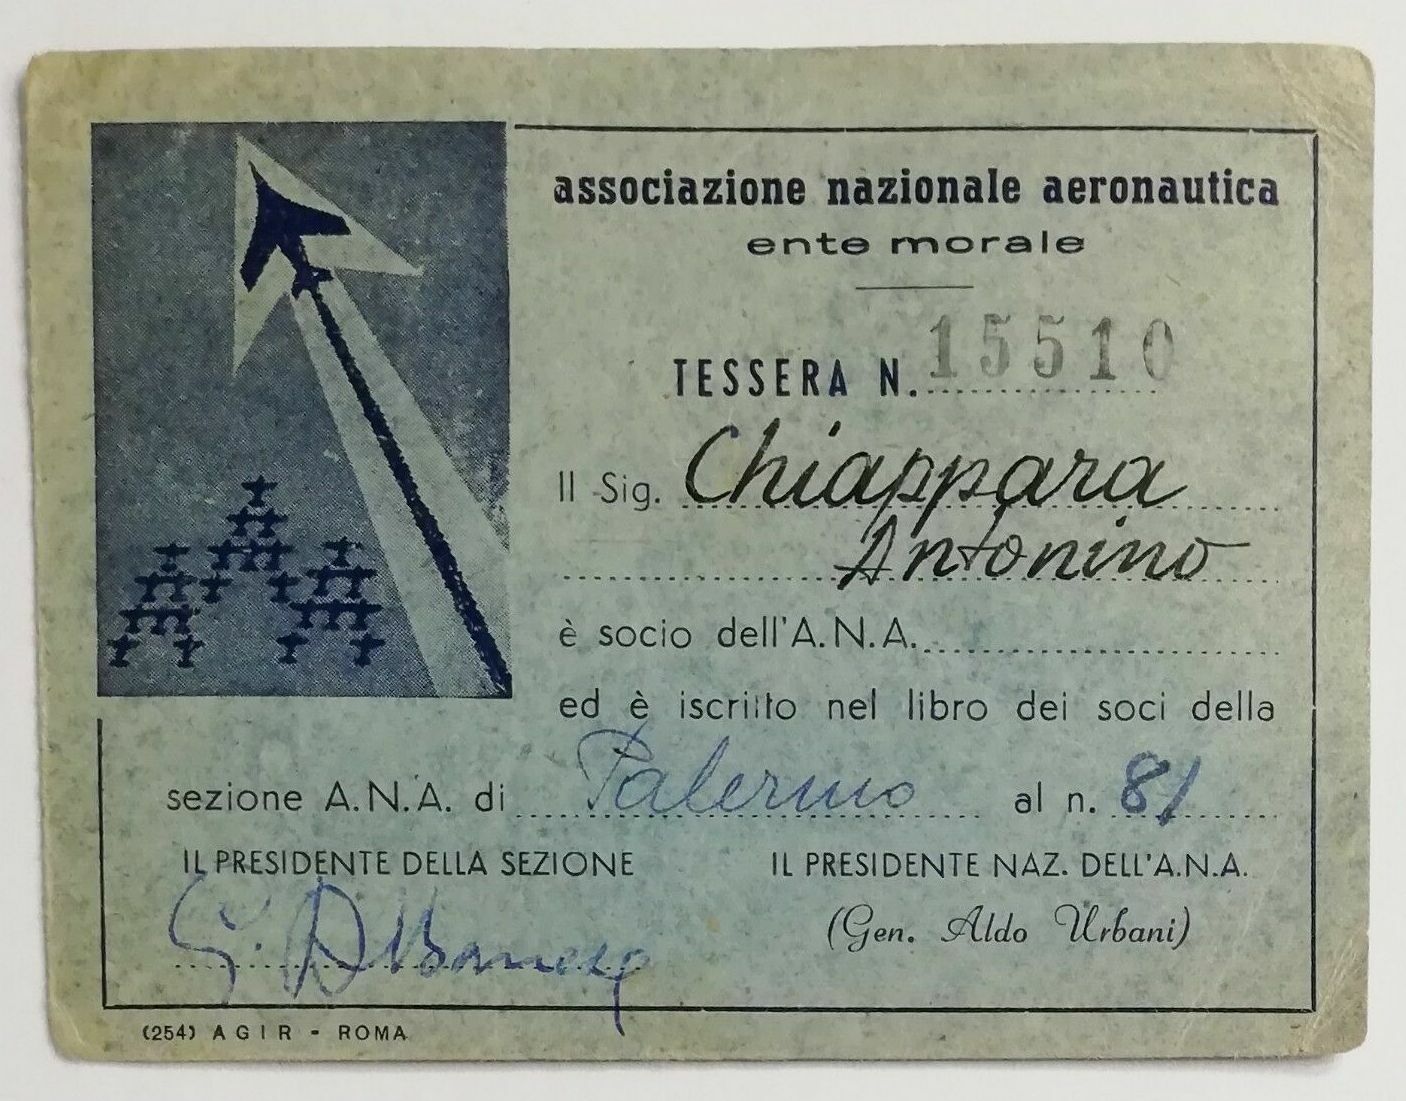 associazione nazionale aeronautica
ente morale
TESSERA N. 15510
Il Sig. Chiappara
Antonino
è socio dell'A.N.A.
ed è iscritto nel libro dei soci della
sezione A.N.A. di Palermo al n. 81
IL PRESIDENTE DELLA SEZIONE IL PRESIDENTE NAZ. DELL'A.N.A.
G. Albanese (Gen. Aldo Urbani)
(254) AGIR - ROMA